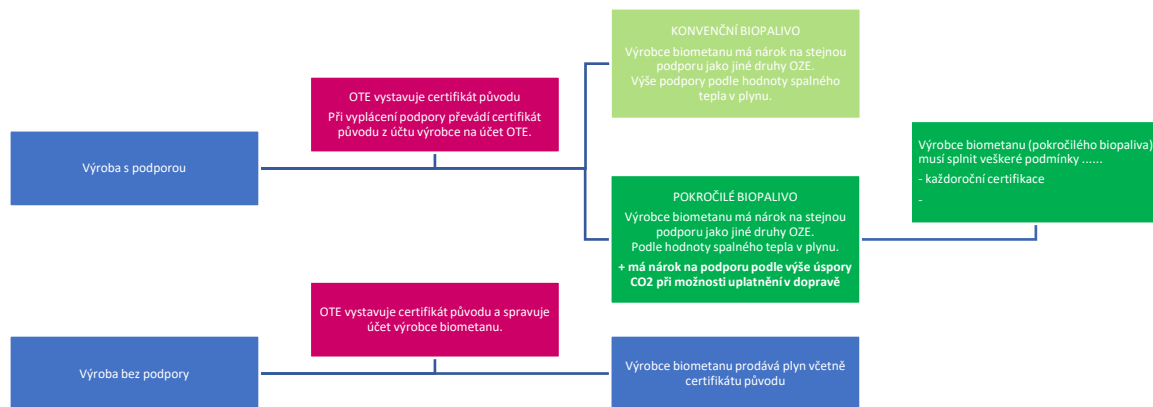 KONVENČNÍ BIOPALIVO
Výrobce biometanu má nárok na stejnou
podporu jako jiné druhy OZE.
Výše podpory podle hodnoty spalného
tepla v plynu.
OTE vystavuje certifikát původu
Při vyplácení podpory převádí certifikát
původu z účtu výrobce na účet OTE.
Výroba s podporou
Výrobce biometanu (pokročilého biopaliva)
musí splnit veškeré podmínky ......
- každoroční certifikace
-
POKROČILÉ BIOPALIVO
Výrobce biometanu má nárok na stejnou
podporu jako jiné druhy OZE.
Podle hodnoty spalného tepla v plynu.
+ má nárok na podporu podle výše úspory
CO2 při možnosti uplatnění v dopravě
OTE vystavuje certifikát původu a spravuje
účet výrobce biometanu.
Výroba bez podpory
Výrobce biometanu prodává plyn včetně
certifikátu původu